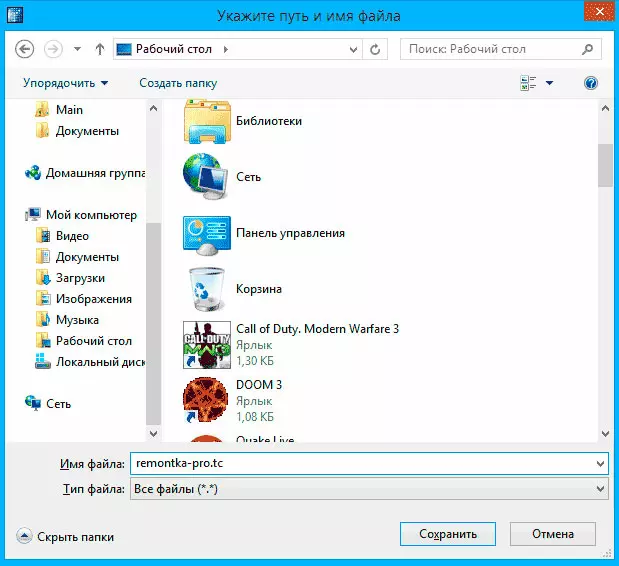 Укажите путь и имя файла
Рабочий стол
Поиск: Рабочий стол
Упорядочить
Создать папку
Main
Документы
Домашняя группа
Мой компьютер
Видео
Документы
Загрузки
Изображения
Музыка
Рабочий стол
Локальный диск
Сеть
Библиотеки
Сеть
Панель управления
Корзина
Call of Duty. Modern Warfare 3
Ярлык
1,30 КБ
DOOM 3
Ярлык
1,08 КБ
Quake Live
Имя файла:
remontka-pro.tc
Тип файла:
Все файлы (*.*)
Скрыть папки
Сохранить
Отмена